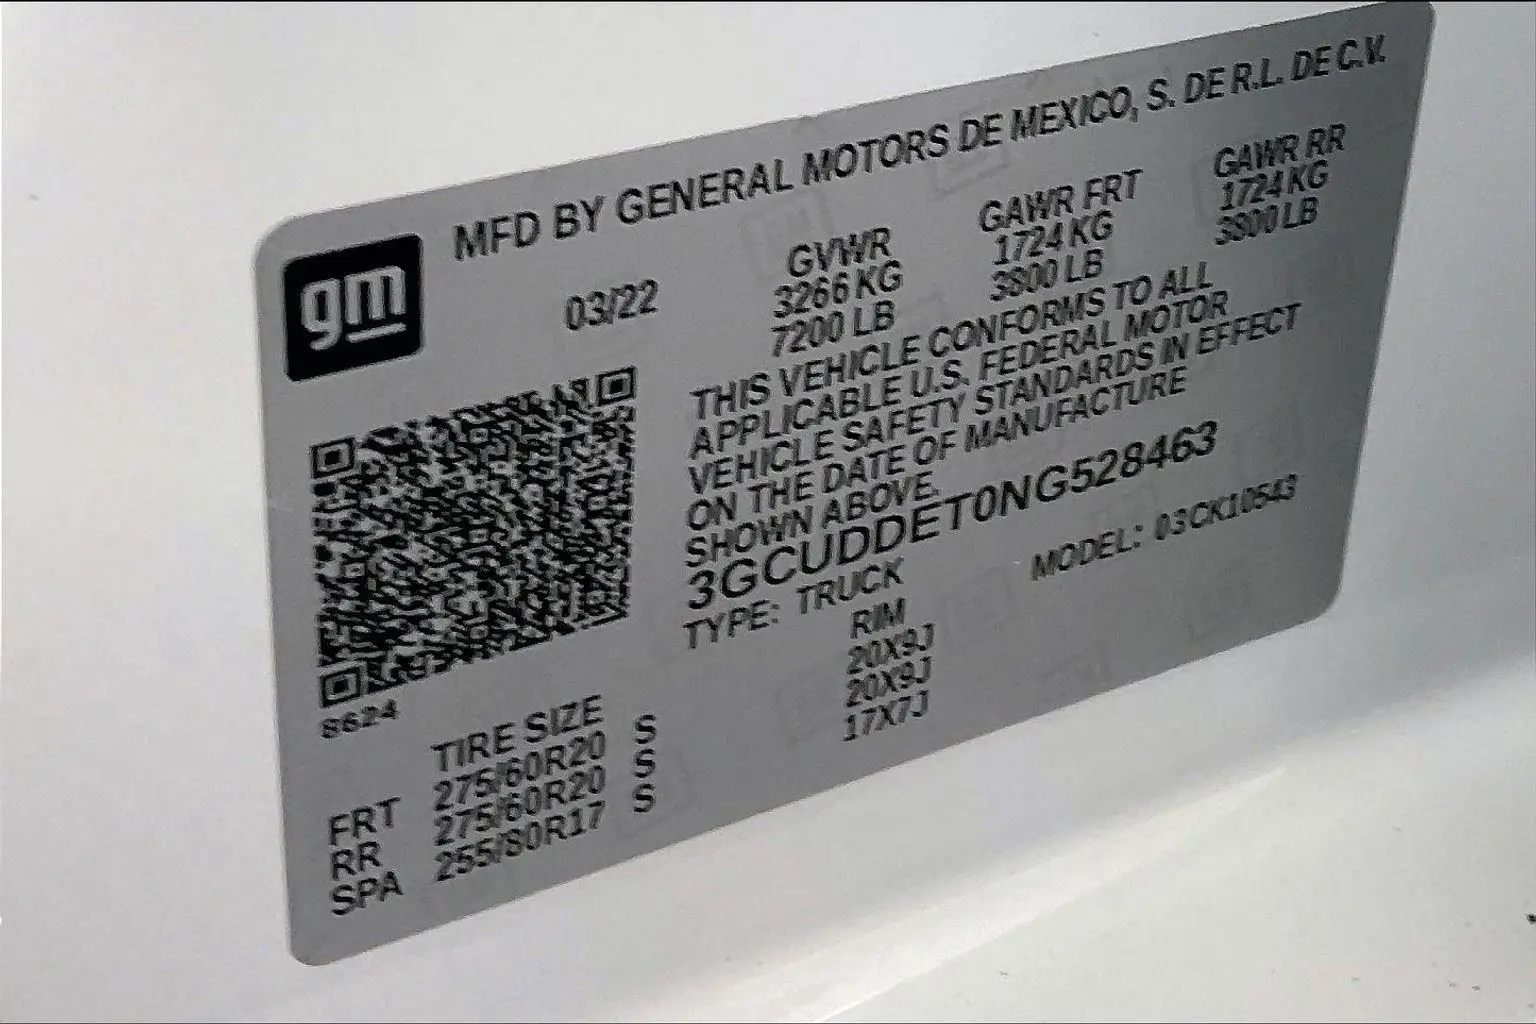 MFD BY GENERAL MOTORS DE MEXICO, S. DE R.L. DE C.V.
gm
03/22
GVWR
3266 KG
7200 LB
GAWR FRT
1724 KG
3800 LB
GAWR RR
1724 KG
3800 LB
THIS VEHICLE CONFORMS TO ALL
APPLICABLE U.S. FEDERAL MOTOR
VEHICLE SAFETY STANDARDS IN EFFECT
ON THE DATE OF MANUFACTURE
SHOWN ABOVE.
3GCUDDET0NG528463
TYPE: TRUCK MODEL: 03CK10543
8624
TIRE SIZE RIM
FRT 275/60R20 S 20X9J
RR 275/60R20 S 20X9J
SPA 255/80R17 S 17X7J